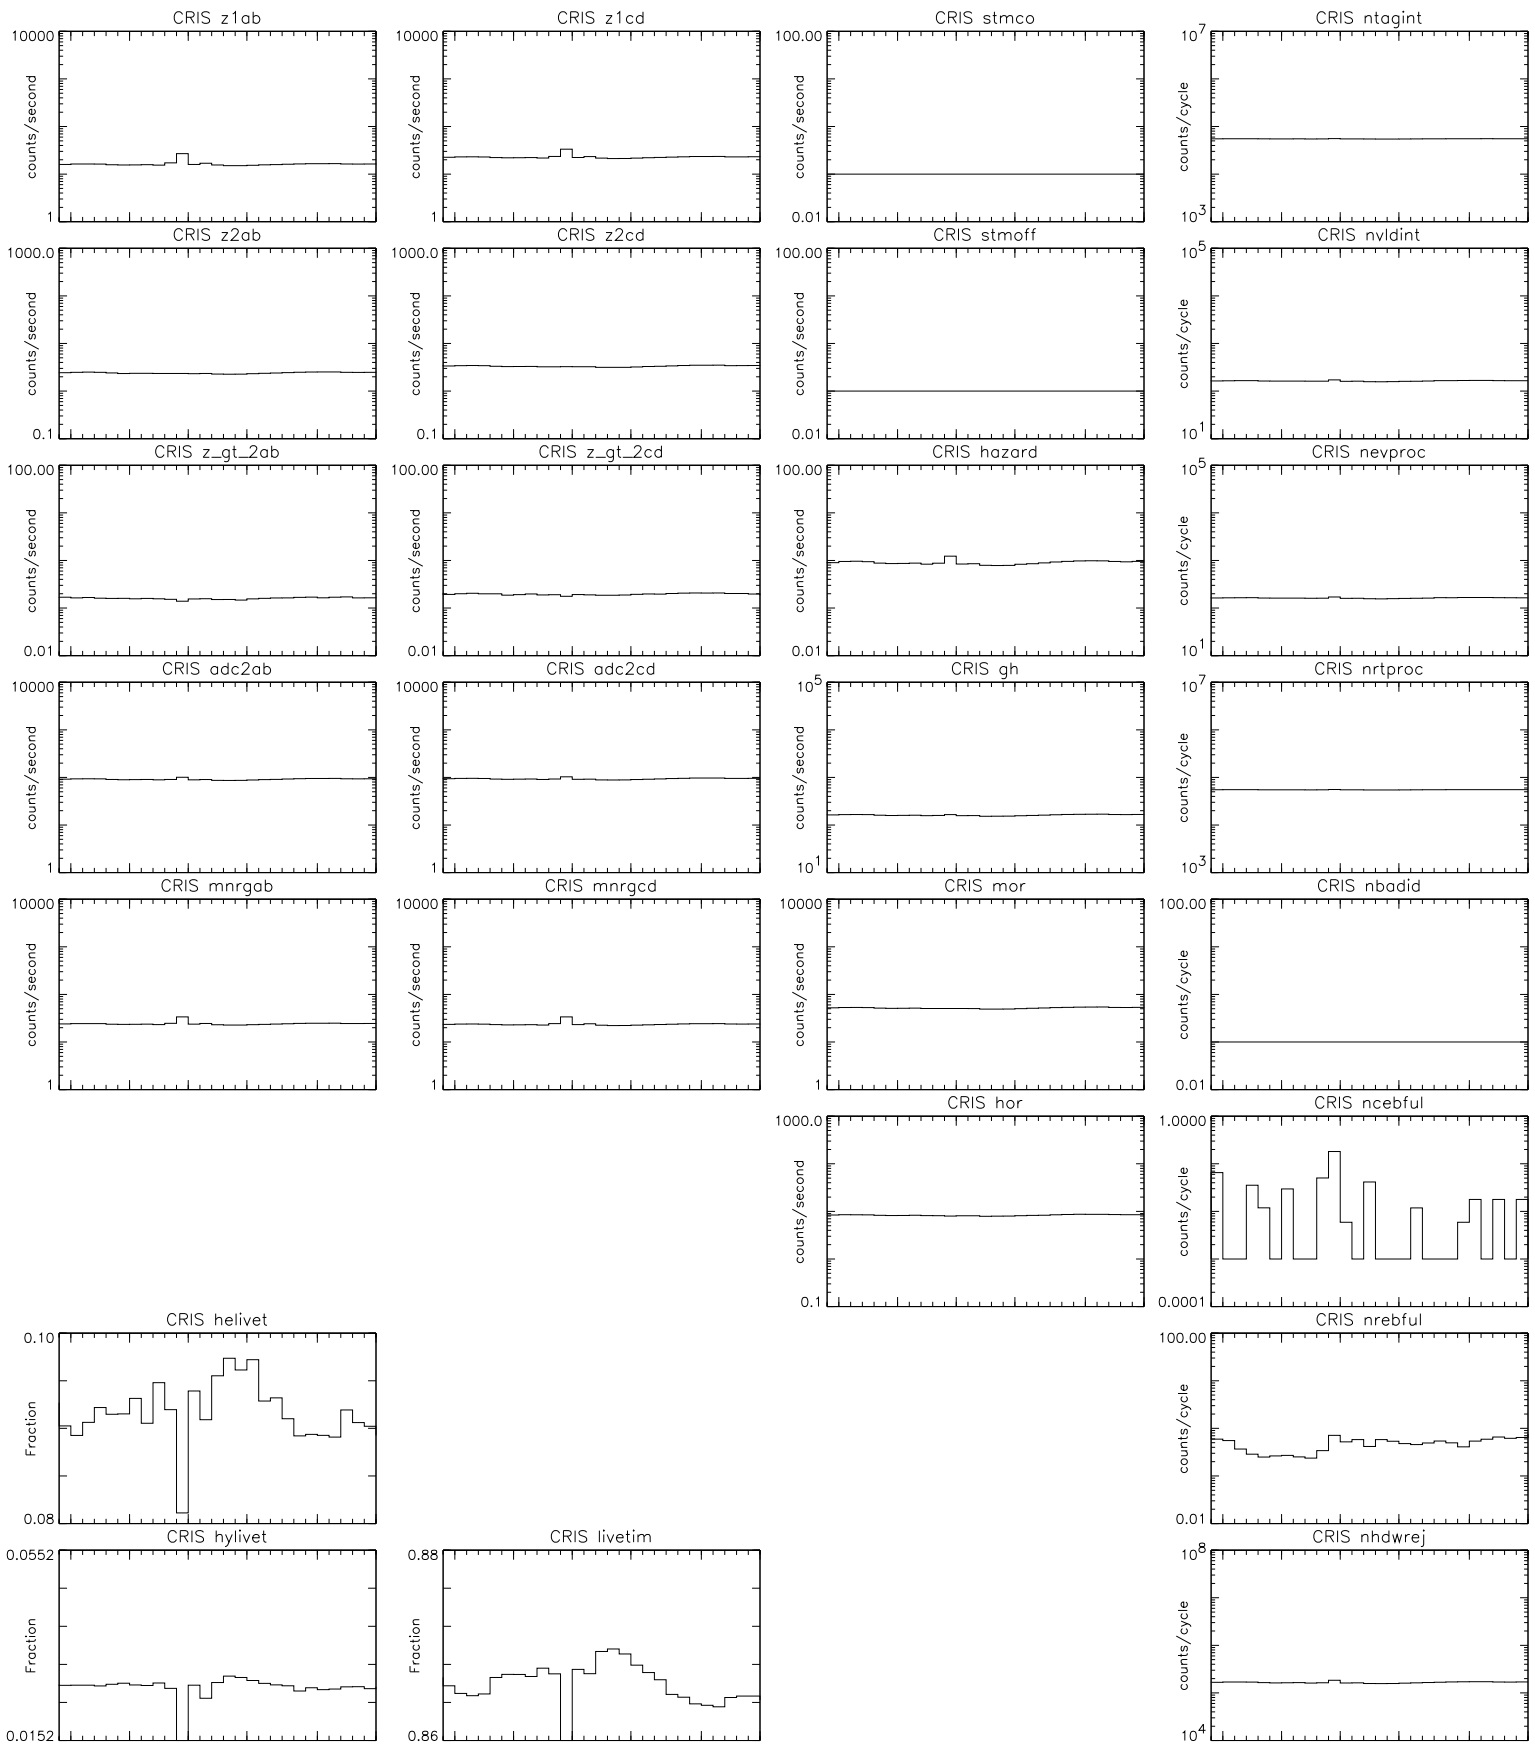 CRIS z1ab
10000
counts/second
1
CRIS z1cd
10000
counts/second
1
CRIS stmco
100.00
counts/second
0.01
CRIS ntagint
10^7
counts/cycle
10^3
CRIS z2ab
1000.0
counts/second
0.1
CRIS z2cd
1000.0
counts/second
0.1
CRIS stmoff
100.00
counts/second
0.01
CRIS nvldint
10^5
counts/cycle
10^1
CRIS z_gt_2ab
100.00
counts/second
0.01
CRIS z_gt_2cd
100.00
counts/second
0.01
CRIS hazard
100.00
counts/second
0.01
CRIS nevproc
10^5
counts/cycle
10^1
CRIS adc2ab
10000
counts/second
1
CRIS adc2cd
10000
counts/second
1
CRIS gh
10^5
counts/second
10^1
CRIS nrtproc
10^7
counts/cycle
10^3
CRIS mnrgab
10000
counts/second
1
CRIS mnrgcd
10000
counts/second
1
CRIS mor
10000
counts/second
1
CRIS nbadid
100.00
counts/cycle
0.01
CRIS hor
1000.0
counts/second
0.1
CRIS ncebful
1.0000
counts/cycle
0.0001
CRIS helivet
0.10
Fraction
0.08
CRIS nrebful
100.00
counts/cycle
0.01
CRIS hylivet
0.0552
Fraction
0.0152
CRIS livetim
0.88
Fraction
0.86
CRIS nhdwrej
10^8
counts/cycle
10^4